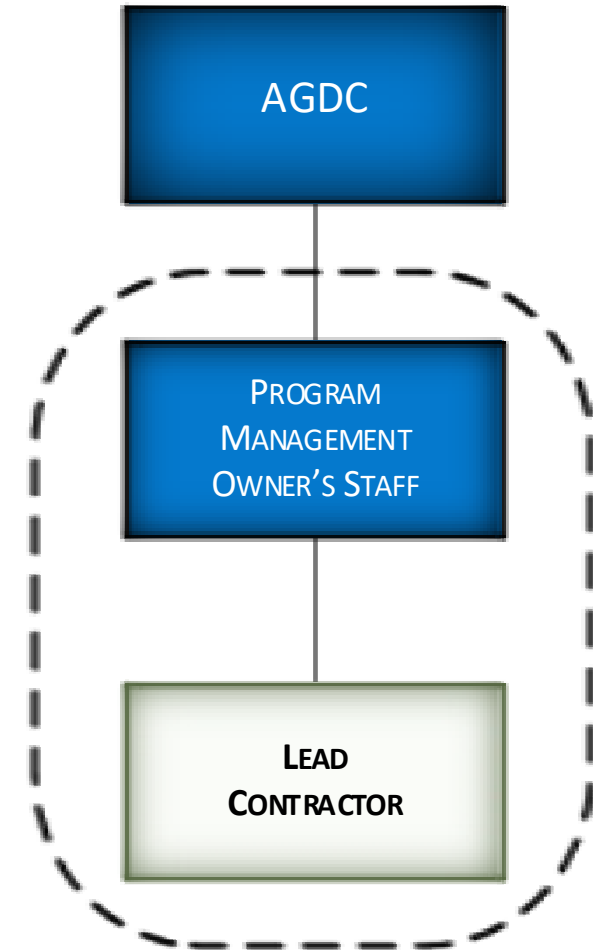 AGDC
PROGRAM
MANAGEMENT
OWNER’S STAFF
LEAD
CONTRACTOR